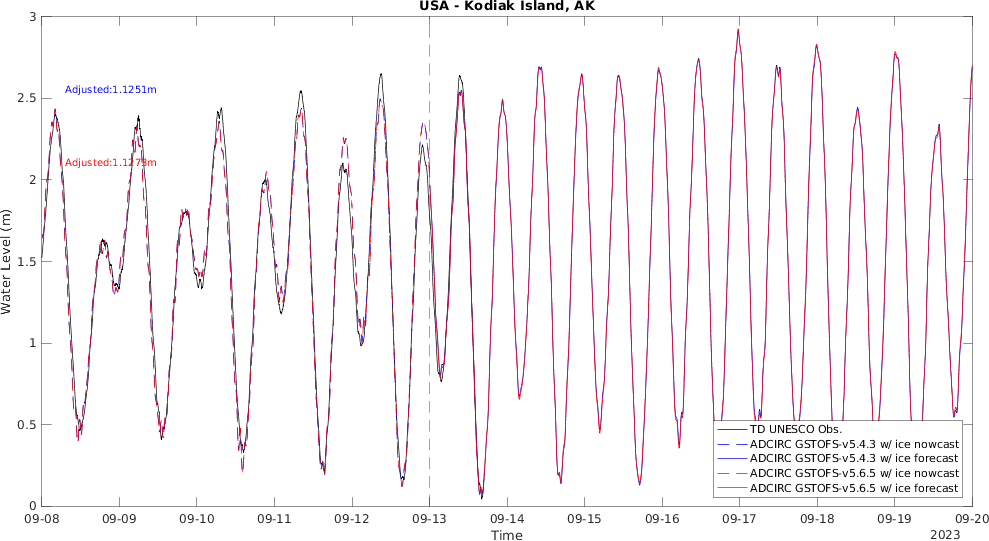 USA - Kodiak Island, AK
3
2.5
2
1.5
1
0.5
0
Water Level (m)
Adjusted:1.1251m
Adjusted:1.1273m
TD UNESCO Obs.
ADCIRC GSTOFS-v5.4.3 w/ ice nowcast
ADCIRC GSTOFS-v5.4.3 w/ ice forecast
ADCIRC GSTOFS-v5.6.5 w/ ice nowcast
ADCIRC GSTOFS-v5.6.5 w/ ice forecast
09-08 09-09 09-10 09-11 09-12 09-13 09-14 09-15 09-16 09-17 09-18 09-19 09-20
Time
2023